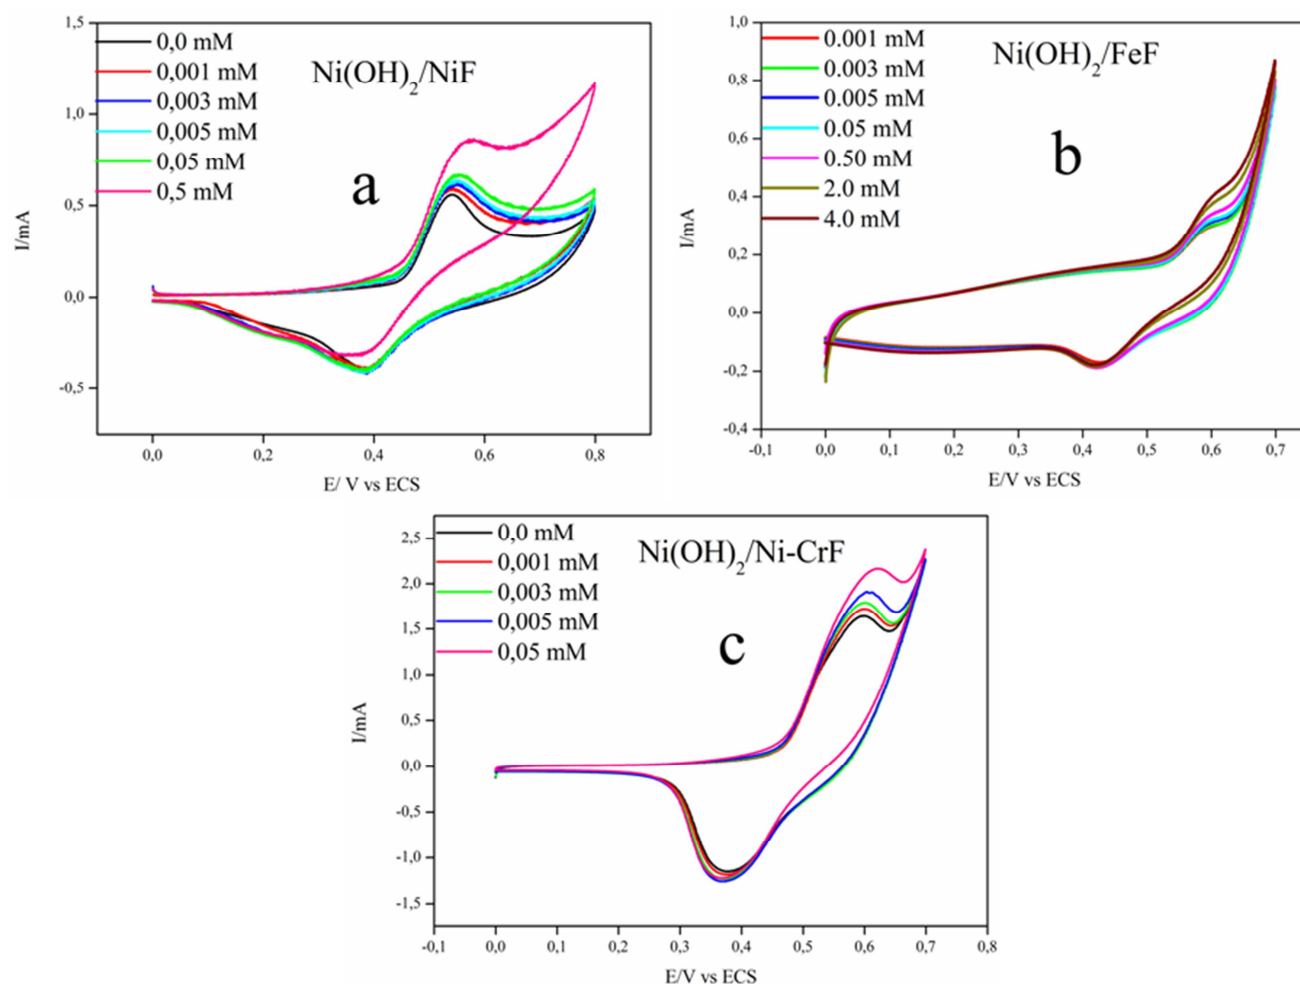 1,5
1,0
0,5
0,0
-0,5
I/mA
0,0 mM
0,001 mM
0,003 mM
0,005 mM
0,05 mM
0,5 mM
Ni(OH)2/NiF
a
0,0 0,2 0,4 0,6 0,8
E/ V vs ECS
1,0
0,8
0,6
0,4
0,2
0,0
-0,2
-0,4
I/mA
0.001 mM
0.003 mM
0.005 mM
0.05 mM
0.50 mM
2.0 mM
4.0 mM
Ni(OH)2/FeF
b
-0,1 0,0 0,1 0,2 0,3 0,4 0,5 0,6 0,7
E/V vs ECS
2,5
2,0
1,5
1,0
0,5
0,0
-0,5
-1,0
-1,5
I/mA
0,0 mM
0,001 mM
0,003 mM
0,005 mM
0,05 mM
Ni(OH)2/Ni-CrF
c
-0,1 0,0 0,1 0,2 0,3 0,4 0,5 0,6 0,7 0,8
E/V vs ECS